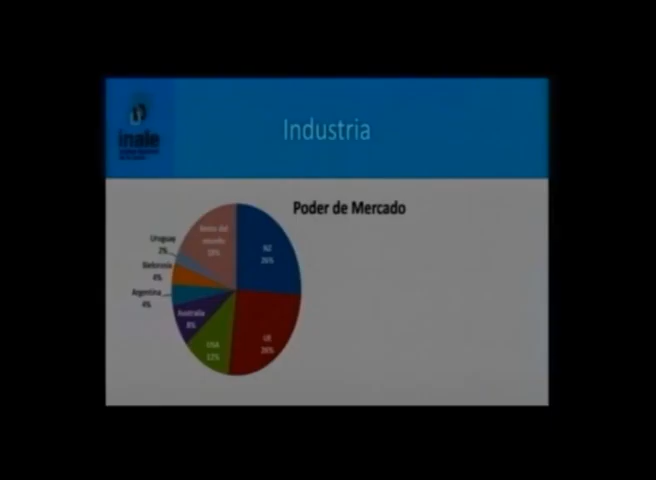 inale
Industria
Poder de Mercado
NZ
26%
UE
26%
USA
12%
Australia
8%
Argentina
4%
Bielorrusia
4%
Uruguay
2%
Resto del
mundo
18%